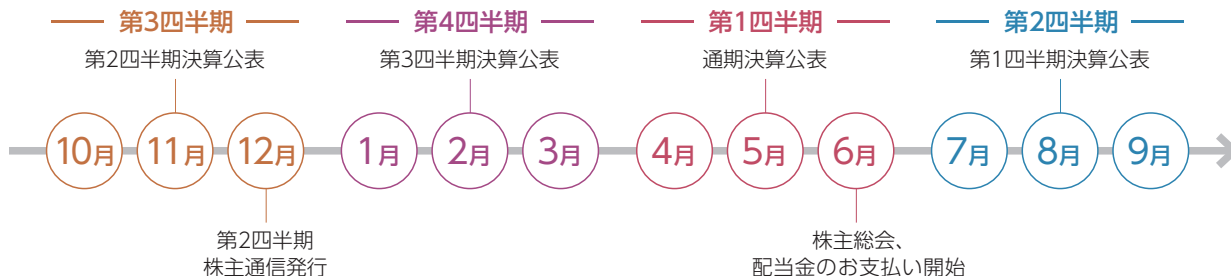 第3四半期
第4四半期
第1四半期
第2四半期
第2四半期決算公表
第3四半期決算公表
通期決算公表
第1四半期決算公表
10月
11月
12月
1月
2月
3月
4月
5月
6月
7月
8月
9月
第2四半期
株主通信発行
株主総会、
配当金のお支払い開始